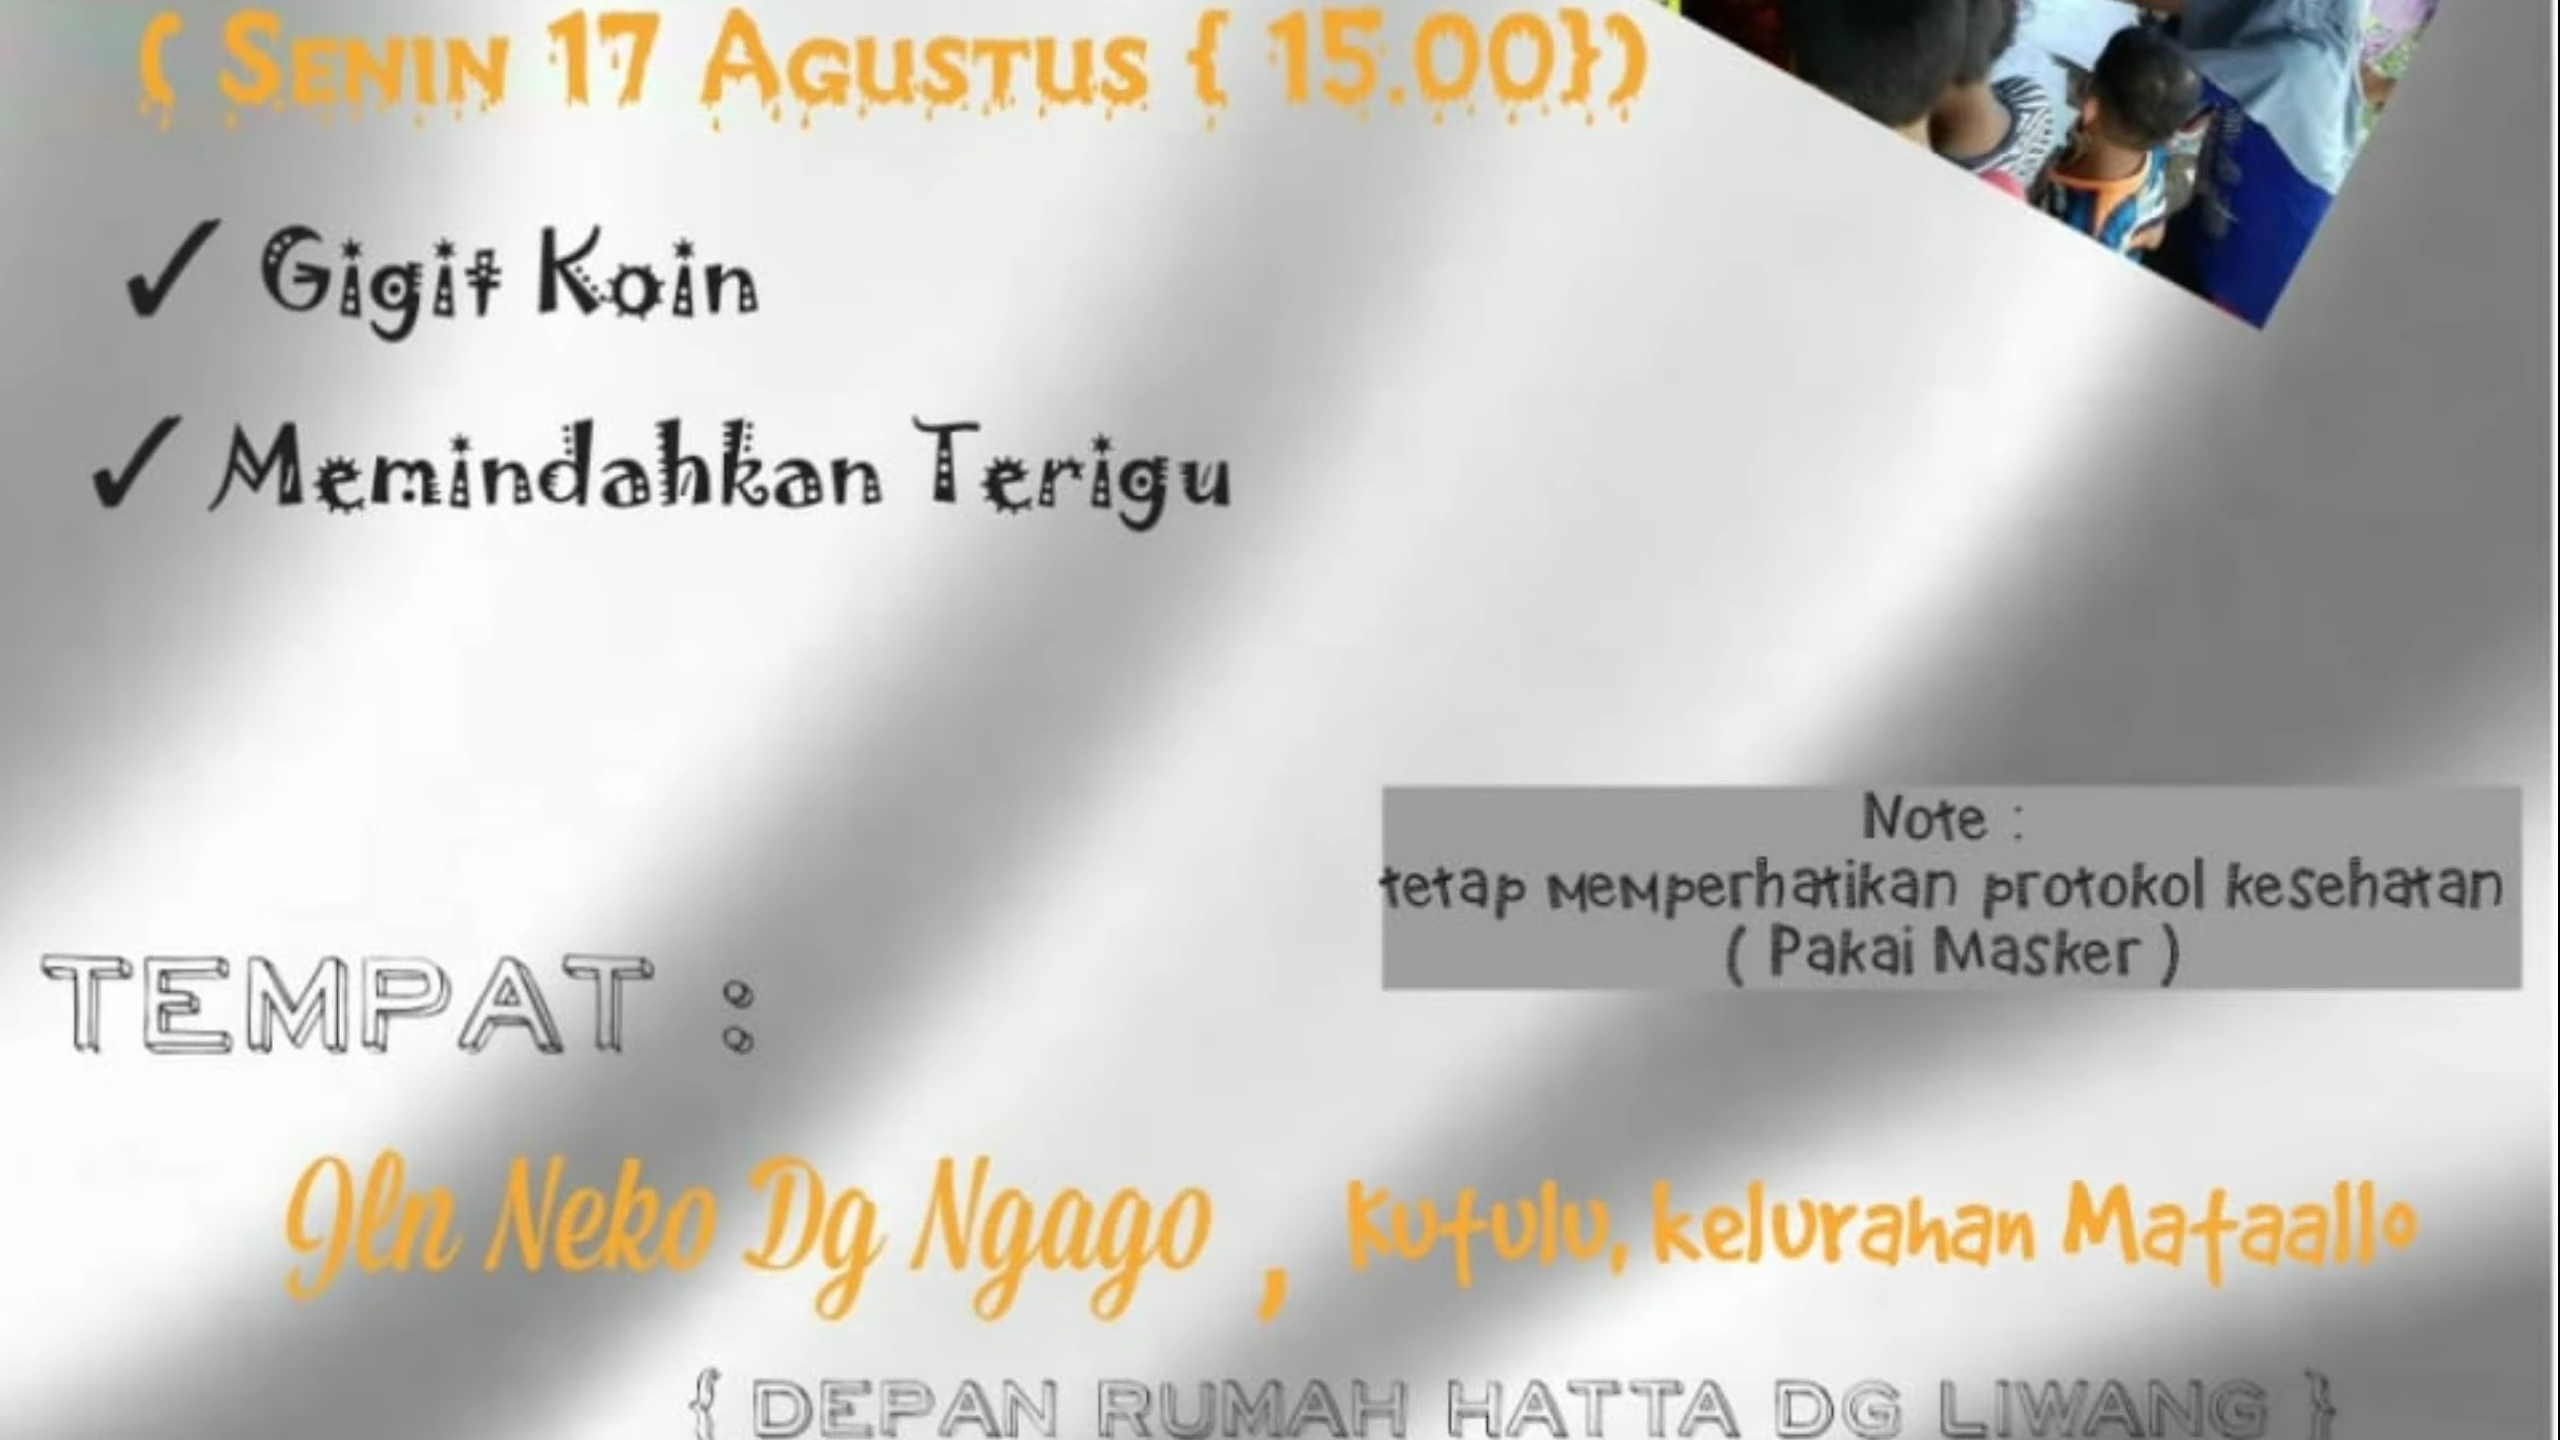 ( Senin 17 Agustus { 15.00})
✓ Gigit Koin
✓ Memindahkan Terigu
Note :
tetap memperhatikan protokol kesehatan
( Pakai Masker )
TEMPAT :
Jln Neko Dg Ngago , Kutulu, kelurahan Mataallo
{ DEPAN RUMAH HATTA DG LIWANG }